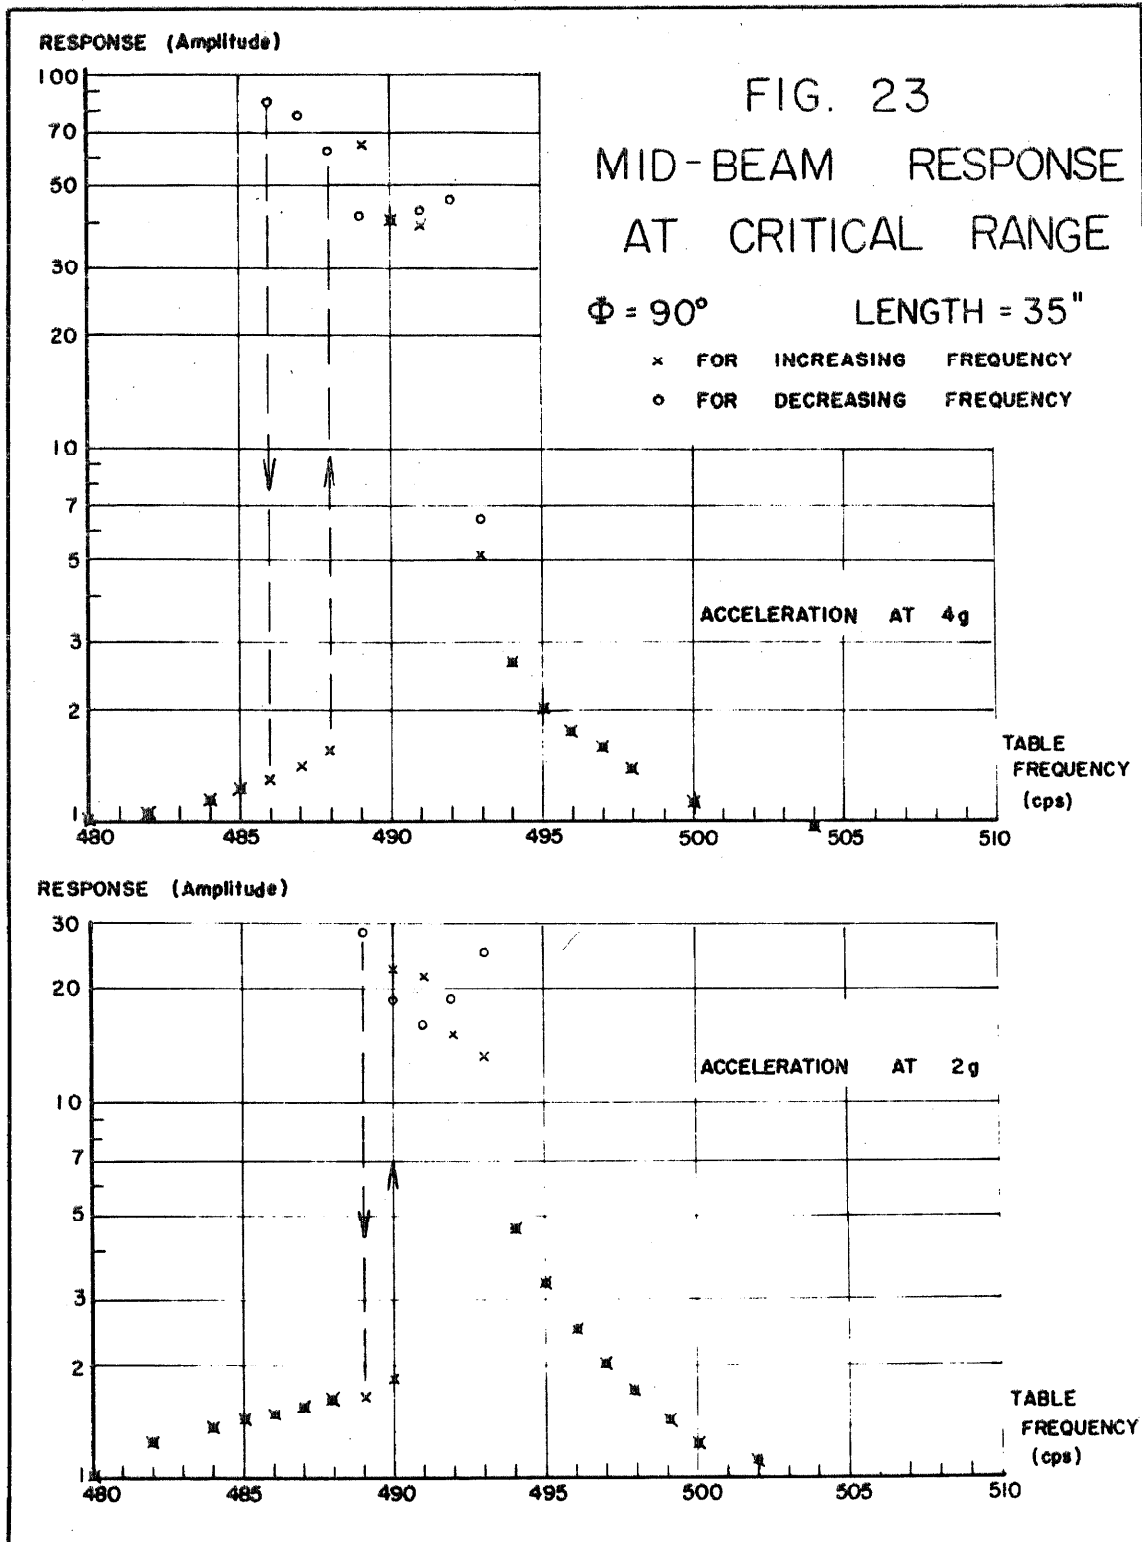 RESPONSE (Amplitude)
FIG. 23
MID-BEAM RESPONSE
AT CRITICAL RANGE
Φ = 90° LENGTH = 35"
× FOR INCREASING FREQUENCY
o FOR DECREASING FREQUENCY
100
70
50
30
20
10
7
5
3
2
1
ACCELERATION AT 4g
TABLE
FREQUENCY
(cps)
480 485 490 495 500 505 510
RESPONSE (Amplitude)
30
20
10
7
5
3
2
1
ACCELERATION AT 2g
TABLE
FREQUENCY
(cps)
480 485 490 495 500 505 510